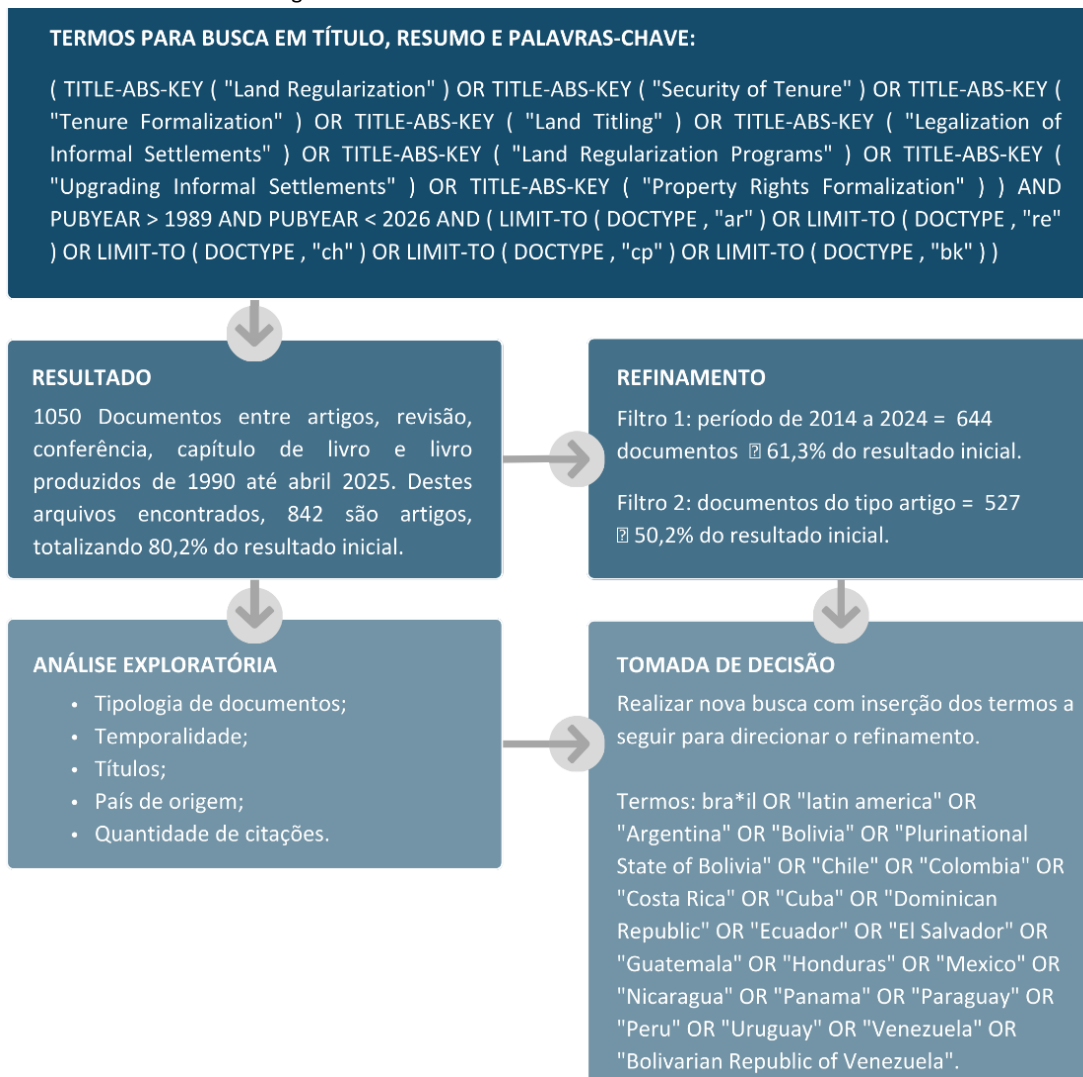 TERMOS PARA BUSCA EM TÍTULO, RESUMO E PALAVRAS-CHAVE:
( TITLE-ABS-KEY ( "Land Regularization" ) OR TITLE-ABS-KEY ( "Security of Tenure" ) OR TITLE-ABS-KEY (
"Tenure Formalization" ) OR TITLE-ABS-KEY ( "Land Titling" ) OR TITLE-ABS-KEY ( "Legalization of
Informal Settlements" ) OR TITLE-ABS-KEY ( "Land Regularization Programs" ) OR TITLE-ABS-KEY (
"Upgrading Informal Settlements" ) OR TITLE-ABS-KEY ( "Property Rights Formalization" ) ) AND
PUBYEAR > 1989 AND PUBYEAR < 2026 AND ( LIMIT-TO ( DOCTYPE , "ar" ) OR LIMIT-TO ( DOCTYPE , "re"
) OR LIMIT-TO ( DOCTYPE , "ch" ) OR LIMIT-TO ( DOCTYPE , "cp" ) OR LIMIT-TO ( DOCTYPE , "bk" ) )
RESULTADO
1050 Documentos entre artigos, revisão,
conferência, capítulo de livro e livro
produzidos de 1990 até abril 2025. Destes
arquivos encontrados, 842 são artigos,
totalizando 80,2% do resultado inicial.
REFINAMENTO
Filtro 1: período de 2014 a 2024 = 644
documentos 61,3% do resultado inicial.
Filtro 2: documentos do tipo artigo = 527
50,2% do resultado inicial.
ANÁLISE EXPLORATÓRIA
• Tipologia de documentos;
• Temporalidade;
• Títulos;
• País de origem;
• Quantidade de citações.
TOMADA DE DECISÃO
Realizar nova busca com inserção dos termos a
seguir para direcionar o refinamento.
Termos: bra*il OR "latin america" OR
"Argentina" OR "Bolivia" OR "Plurinational
State of Bolivia" OR "Chile" OR "Colombia" OR
"Costa Rica" OR "Cuba" OR "Dominican
Republic" OR "Ecuador" OR "El Salvador" OR
"Guatemala" OR "Honduras" OR "Mexico" OR
"Nicaragua" OR "Panama" OR "Paraguay" OR
"Peru" OR "Uruguay" OR "Venezuela" OR
"Bolivarian Republic of Venezuela".